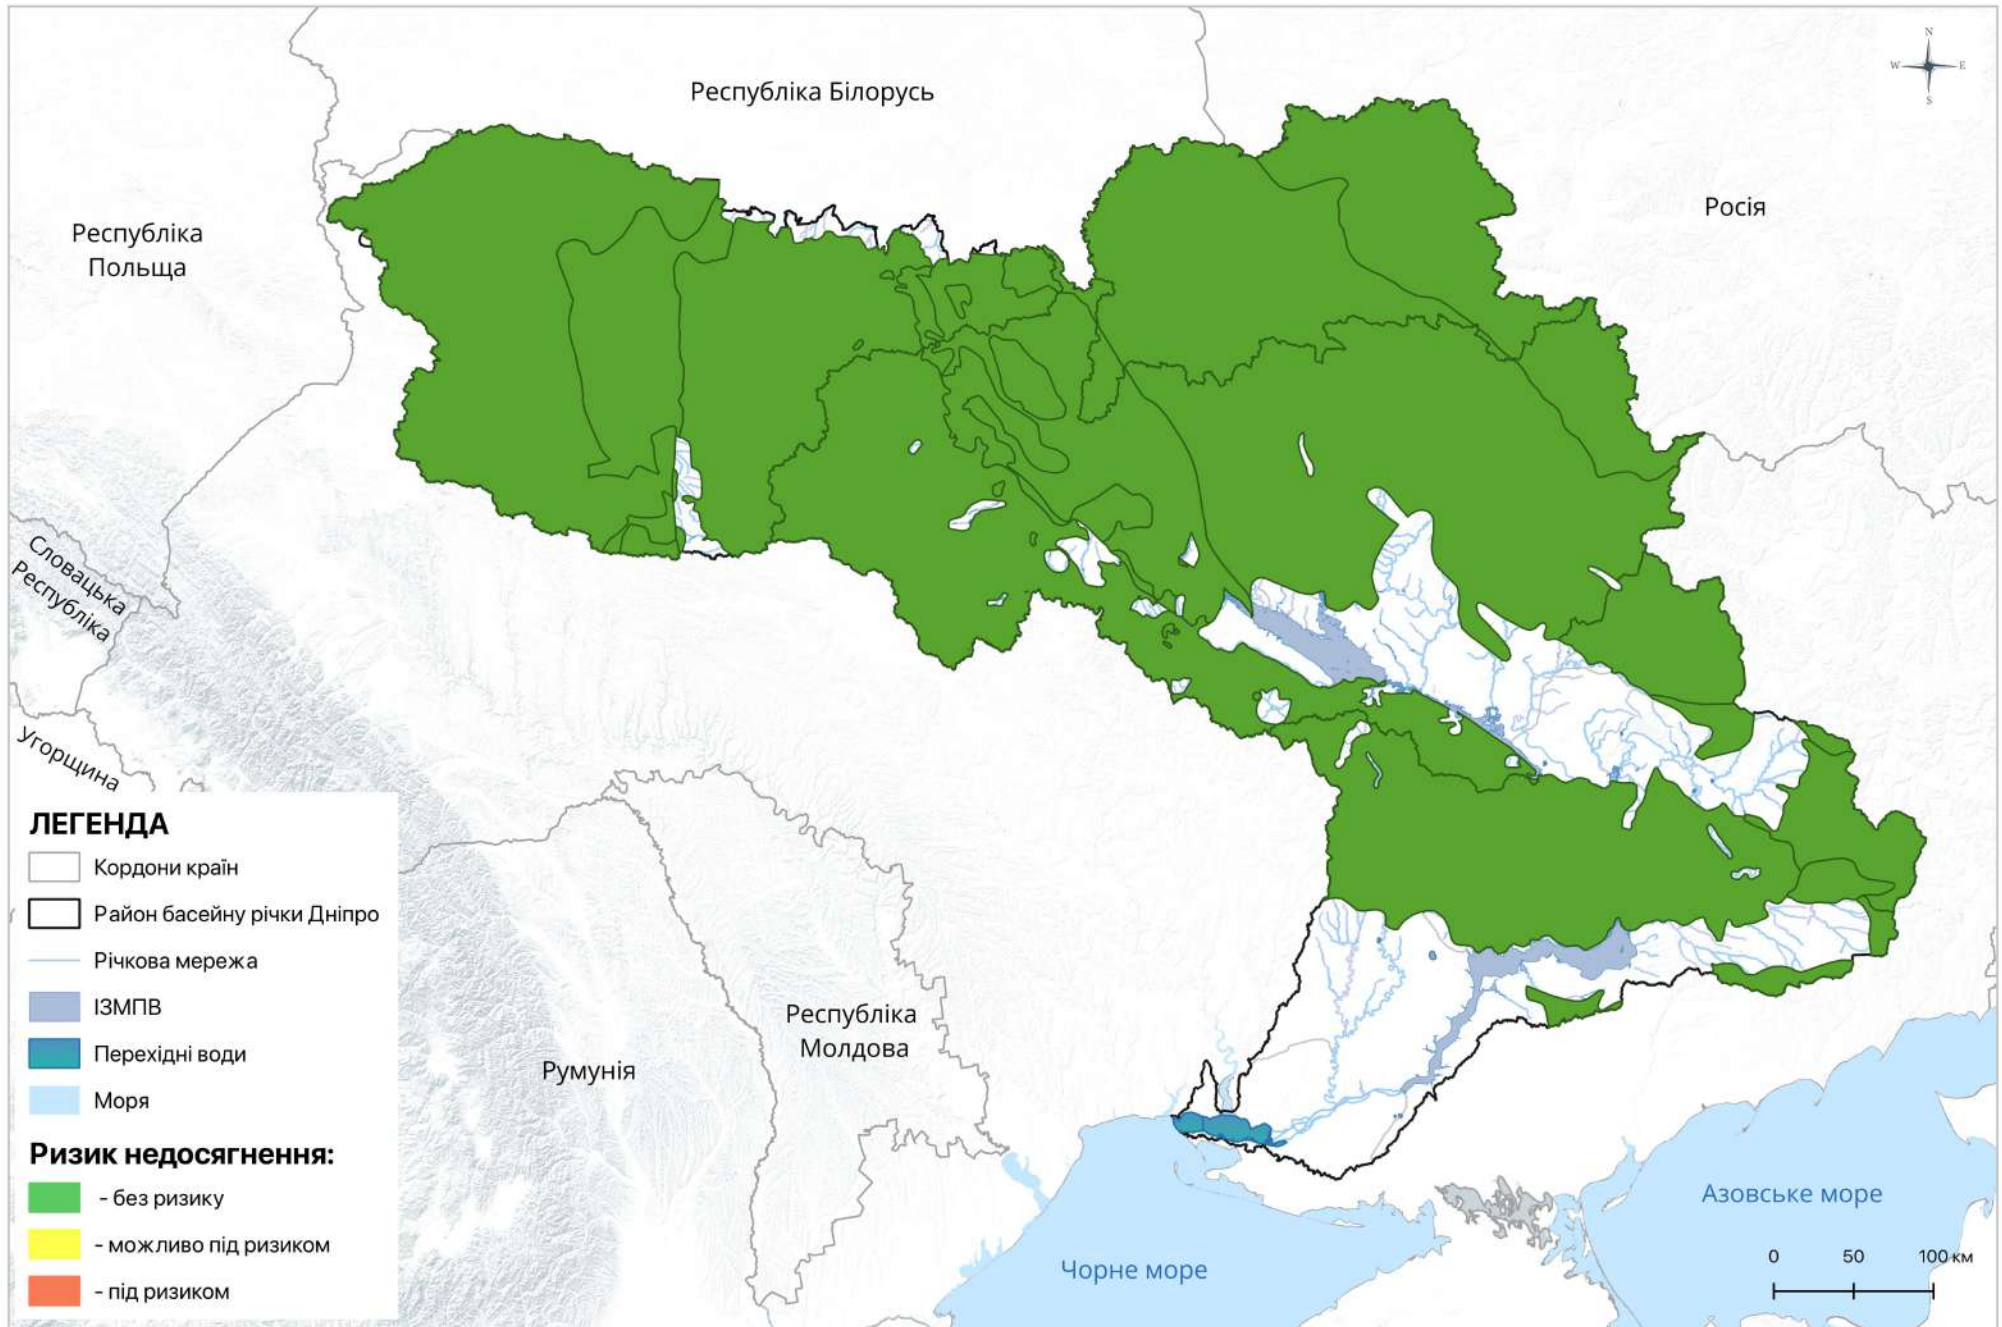 N
W
E
S
Республіка Білорусь
Росія
Республіка
Польща
Словацька
Республіка
Угорщина
ЛЕГЕНДА
Кордони країн
Район басейну річки Дніпро
Річкова мережа
ІЗМПВ
Перехідні води
Моря
Ризик недосягнення:
- без ризику
- можливо під ризиком
- під ризиком
Румунія
Республіка
Молдова
Чорне море
Азовське море
0 50 100 км